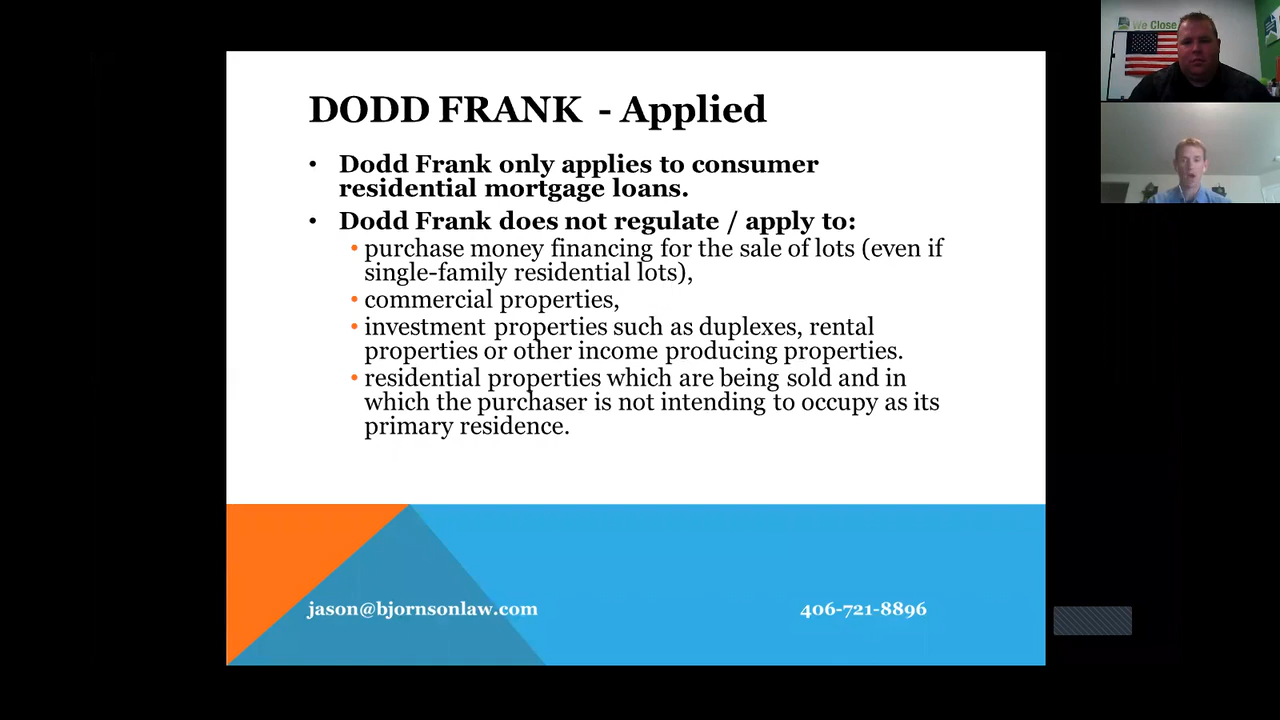 We Close
DODD FRANK - Applied
• Dodd Frank only applies to consumer
residential mortgage loans.
• Dodd Frank does not regulate / apply to:
• purchase money financing for the sale of lots (even if
single-family residential lots),
• commercial properties,
• investment properties such as duplexes, rental
properties or other income producing properties.
• residential properties which are being sold and in
which the purchaser is not intending to occupy as its
primary residence.
jason@bjornsonlaw.com
406-721-8896